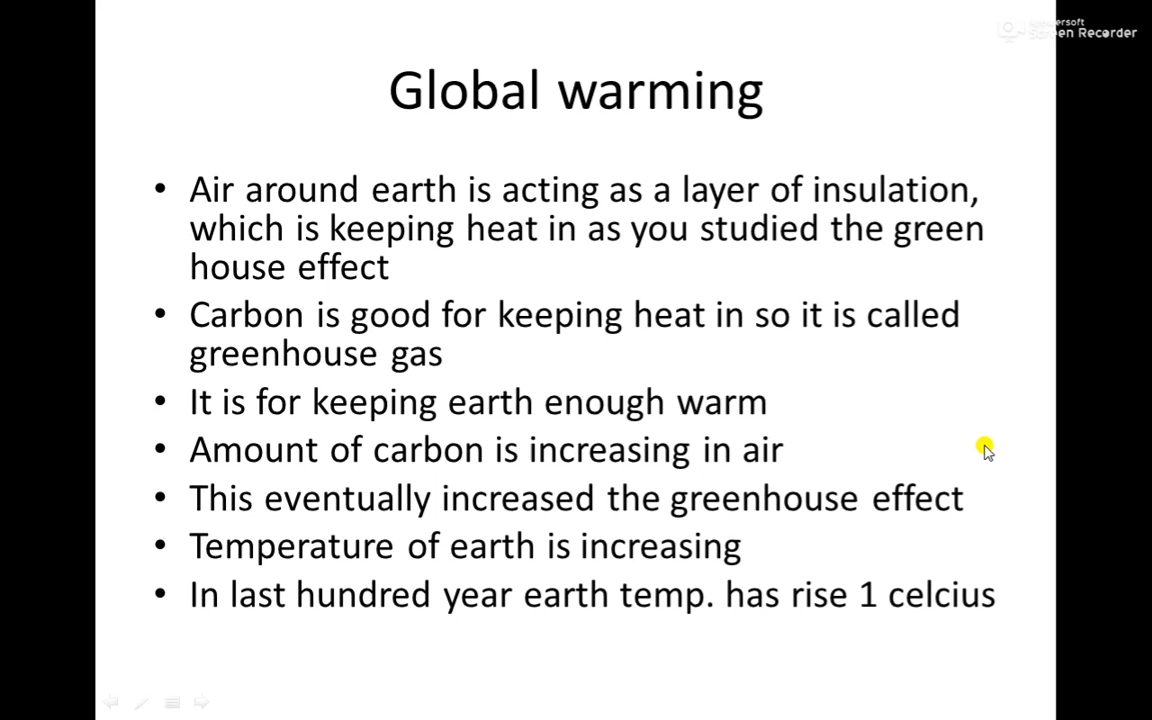 Screen Recorder
Global warming
• Air around earth is acting as a layer of insulation,
which is keeping heat in as you studied the green
house effect
• Carbon is good for keeping heat in so it is called
greenhouse gas
• It is for keeping earth enough warm
• Amount of carbon is increasing in air
• This eventually increased the greenhouse effect
• Temperature of earth is increasing
• In last hundred year earth temp. has rise 1 celcius